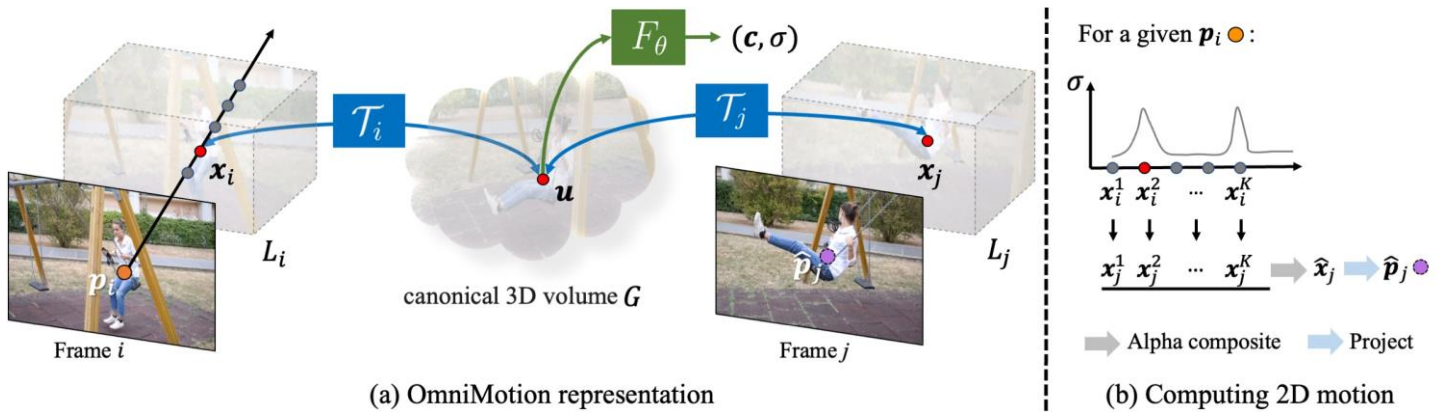 F_θ
(c, σ)
𝒯_i
𝒯_j
x_i
u
x_j
L_i
L_j
p_i
p̂_j
canonical 3D volume G
Frame i
Frame j
(a) OmniMotion representation
For a given p_i :
σ
x_i^1 x_i^2 ... x_i^K
x_j^1 x_j^2 ... x_j^K x̂_j p̂_j
Alpha composite Project
(b) Computing 2D motion